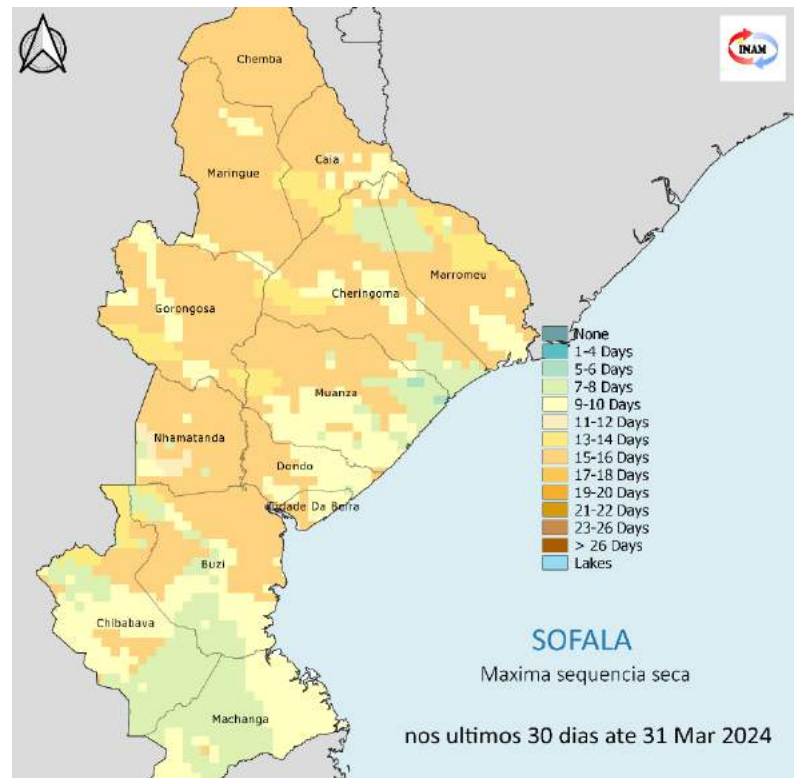 INAM
Chemba
Caia
Maringue
Marromeu
Cheringoma
Gorongosa
Muanza
Nhamatanda
Dondo
Cidade Da Beira
Buzi
Chibabava
Machanga
None
1-4 Days
5-6 Days
7-8 Days
9-10 Days
11-12 Days
13-14 Days
15-16 Days
17-18 Days
19-20 Days
21-22 Days
23-26 Days
> 26 Days
Lakes
SOFALA
Maxima sequencia seca
nos ultimos 30 dias ate 31 Mar 2024